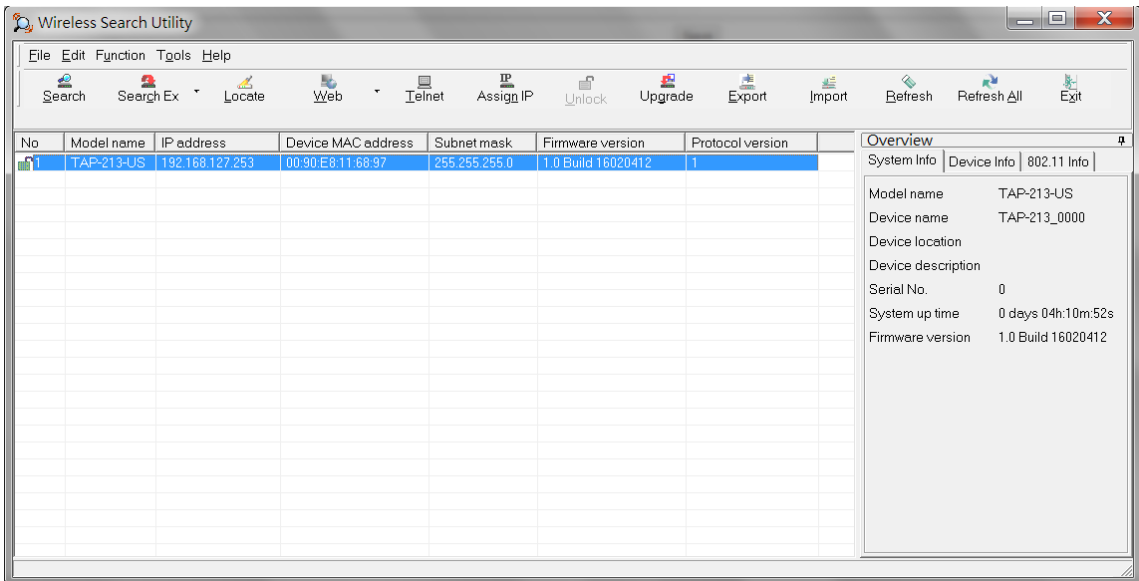 Wireless Search Utility
File Edit Function Tools Help
Search Search Ex Locate Web Telnet IP Assign IP Unlock Upgrade Export Import Refresh Refresh All Exit
No Model name IP address Device MAC address Subnet mask Firmware version Protocol version
1 TAP-213-US 192.168.127.253 00:90:E8:11:68:97 255.255.255.0 1.0 Build 16020412 1
Overview
System Info Device Info 802.11 Info
Model name TAP-213-US
Device name TAP-213_0000
Device location
Device description
Serial No. 0
System up time 0 days 04h:10m:52s
Firmware version 1.0 Build 16020412